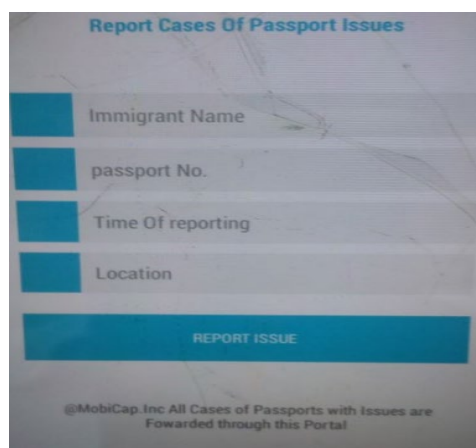 Report Cases Of Passport Issues
Immigrant Name
passport No.
Time Of reporting
Location
REPORT ISSUE
@MobiCap.Inc All Cases of Passports with Issues are
Fowarded through this Portal